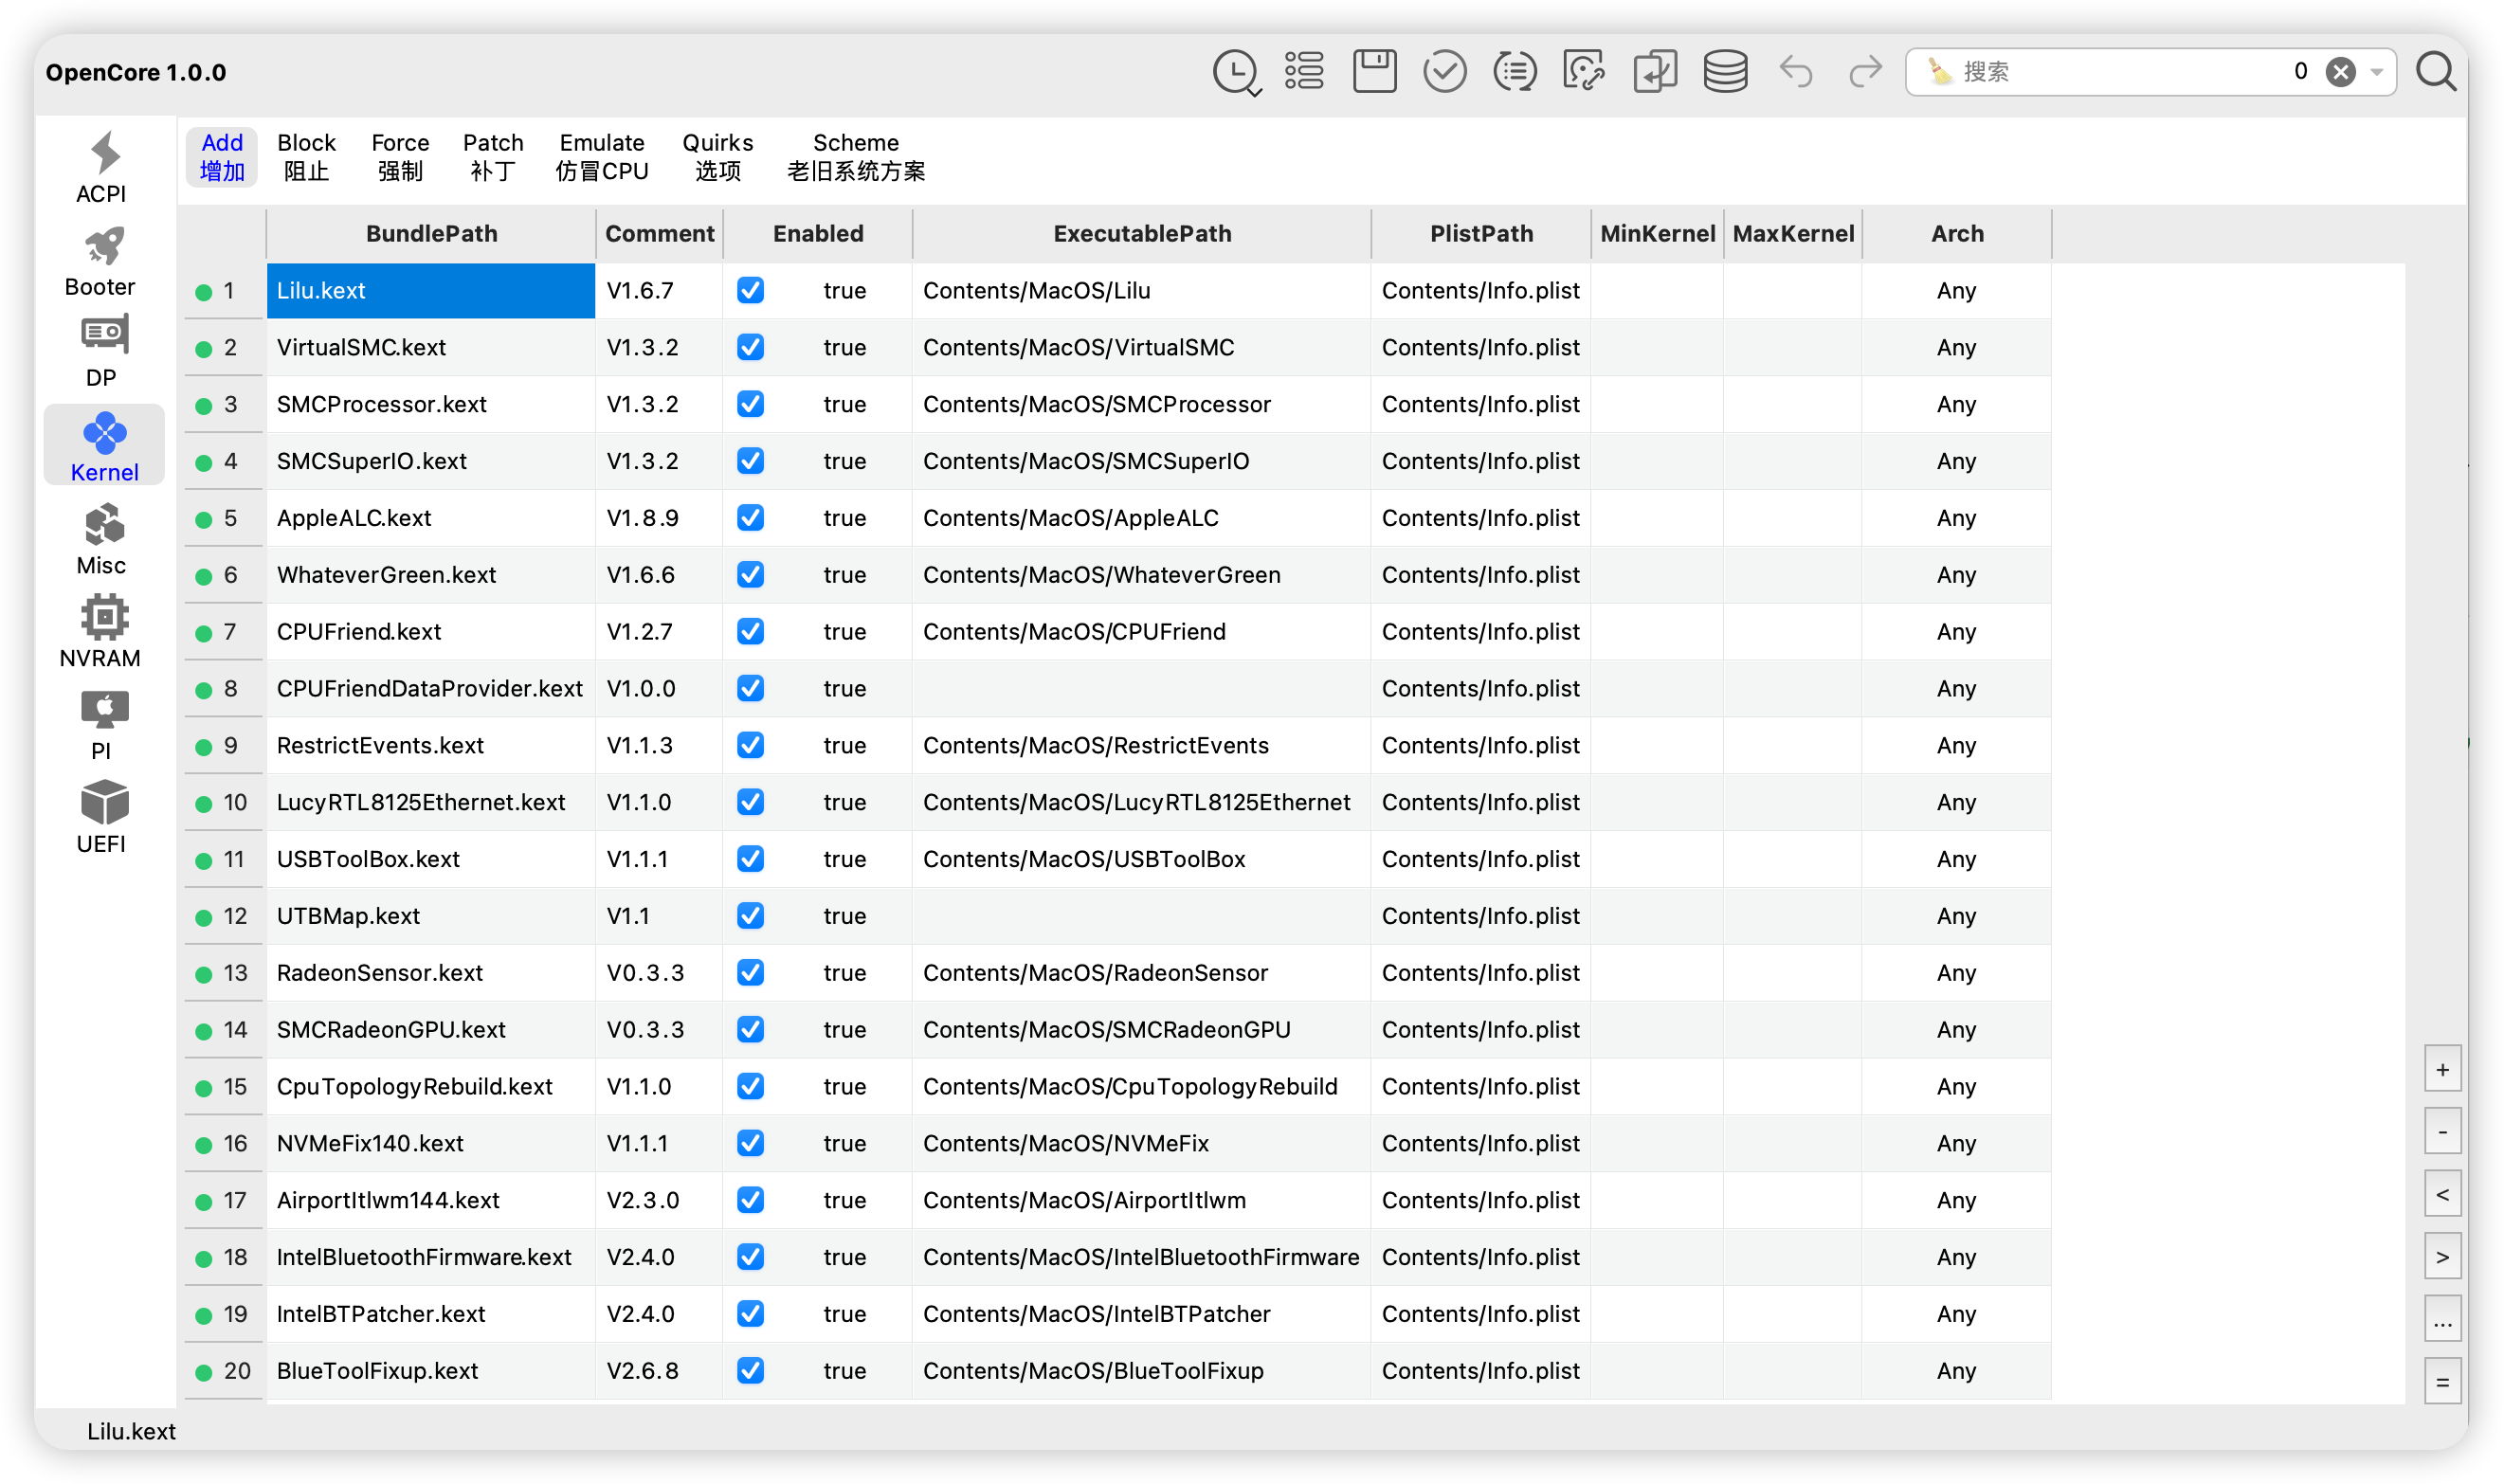 OpenCore 1.0.0
搜索 0
ACPI
Booter
DP
Kernel
Misc
NVRAM
PI
UEFI
Add Block Force Patch Emulate Quirks Scheme
增加 阻止 强制 补丁 仿冒CPU 选项 老旧系统方案
BundlePath Comment Enabled ExecutablePath PlistPath MinKernel MaxKernel Arch
1 Lilu.kext V1.6.7 true Contents/MacOS/Lilu Contents/Info.plist Any
2 VirtualSMC.kext V1.3.2 true Contents/MacOS/VirtualSMC Contents/Info.plist Any
3 SMCProcessor.kext V1.3.2 true Contents/MacOS/SMCProcessor Contents/Info.plist Any
4 SMCSuperIO.kext V1.3.2 true Contents/MacOS/SMCSuperIO Contents/Info.plist Any
5 AppleALC.kext V1.8.9 true Contents/MacOS/AppleALC Contents/Info.plist Any
6 WhateverGreen.kext V1.6.6 true Contents/MacOS/WhateverGreen Contents/Info.plist Any
7 CPUFriend.kext V1.2.7 true Contents/MacOS/CPUFriend Contents/Info.plist Any
8 CPUFriendDataProvider.kext V1.0.0 true Contents/Info.plist Any
9 RestrictEvents.kext V1.1.3 true Contents/MacOS/RestrictEvents Contents/Info.plist Any
10 LucyRTL8125Ethernet.kext V1.1.0 true Contents/MacOS/LucyRTL8125Ethernet Contents/Info.plist Any
11 USBToolBox.kext V1.1.1 true Contents/MacOS/USBToolBox Contents/Info.plist Any
12 UTBMap.kext V1.1 true Contents/Info.plist Any
13 RadeonSensor.kext V0.3.3 true Contents/MacOS/RadeonSensor Contents/Info.plist Any
14 SMCRadeonGPU.kext V0.3.3 true Contents/MacOS/SMCRadeonGPU Contents/Info.plist Any
15 CpuTopologyRebuild.kext V1.1.0 true Contents/MacOS/CpuTopologyRebuild Contents/Info.plist Any
16 NVMeFix140.kext V1.1.1 true Contents/MacOS/NVMeFix Contents/Info.plist Any
17 AirportItlwm144.kext V2.3.0 true Contents/MacOS/AirportItlwm Contents/Info.plist Any
18 IntelBluetoothFirmware.kext V2.4.0 true Contents/MacOS/IntelBluetoothFirmware Contents/Info.plist Any
19 IntelBTPatcher.kext V2.4.0 true Contents/MacOS/IntelBTPatcher Contents/Info.plist Any
20 BlueToolFixup.kext V2.6.8 true Contents/MacOS/BlueToolFixup Contents/Info.plist Any
+
-
<
>
...
=
Lilu.kext